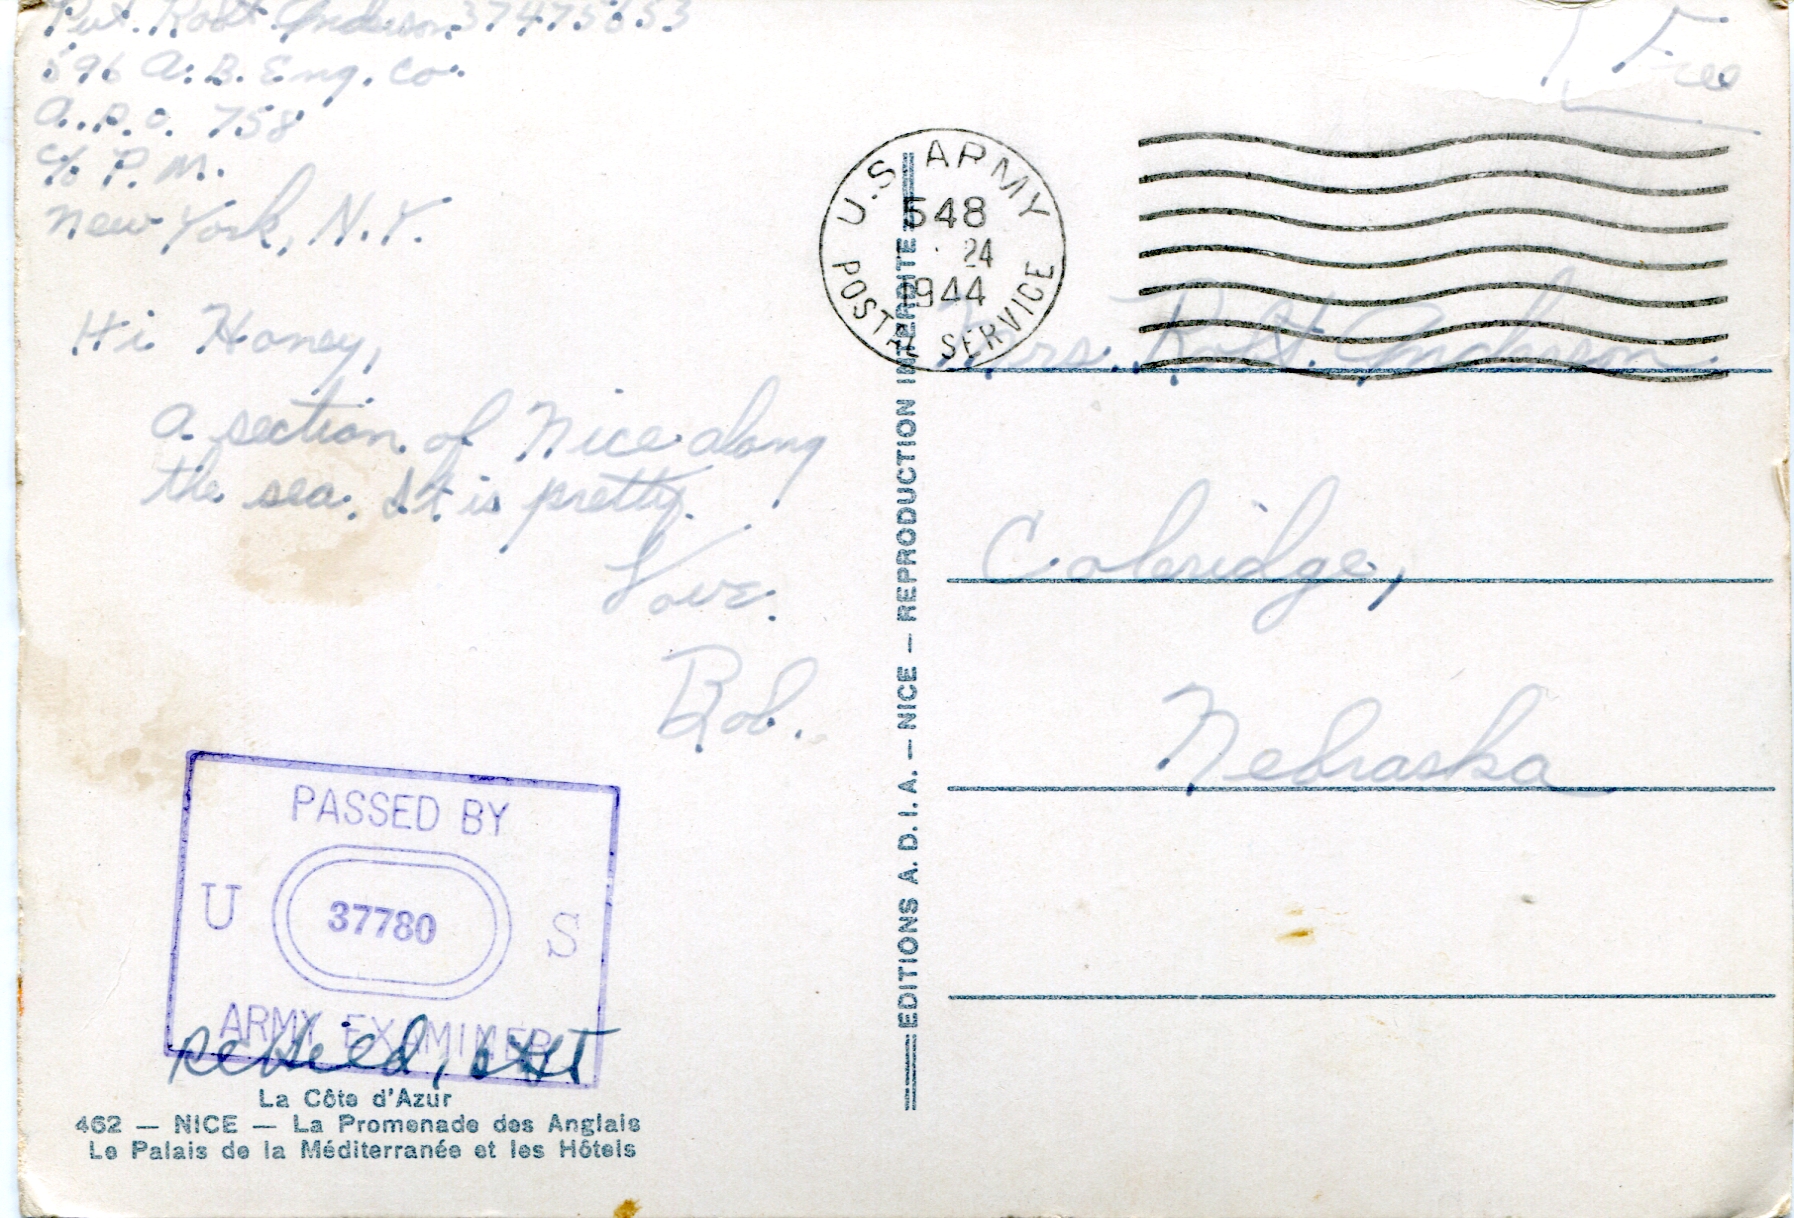 Pvt. Robt. Anderson 37475653
596 A.B. Eng. Co.
A.P.O. 758
c/o P.M.
New York, N.Y.
Free
U.S. ARMY
548
24
1944
POSTAL SERVICE
Hi Honey,
A section of Nice along
the sea. It is pretty.
Love.
Bob.
Mrs. Robt. Anderson.
Coleridge,
Nebraska
EDITIONS A.D.I.A. — NICE — REPRODUCTION INTERDITE
PASSED BY
U 37780 S
ARMY EXAMINER
La Côte d'Azur
462 — NICE — La Promenade des Anglais
Le Palais de la Méditerranée et les Hôtels